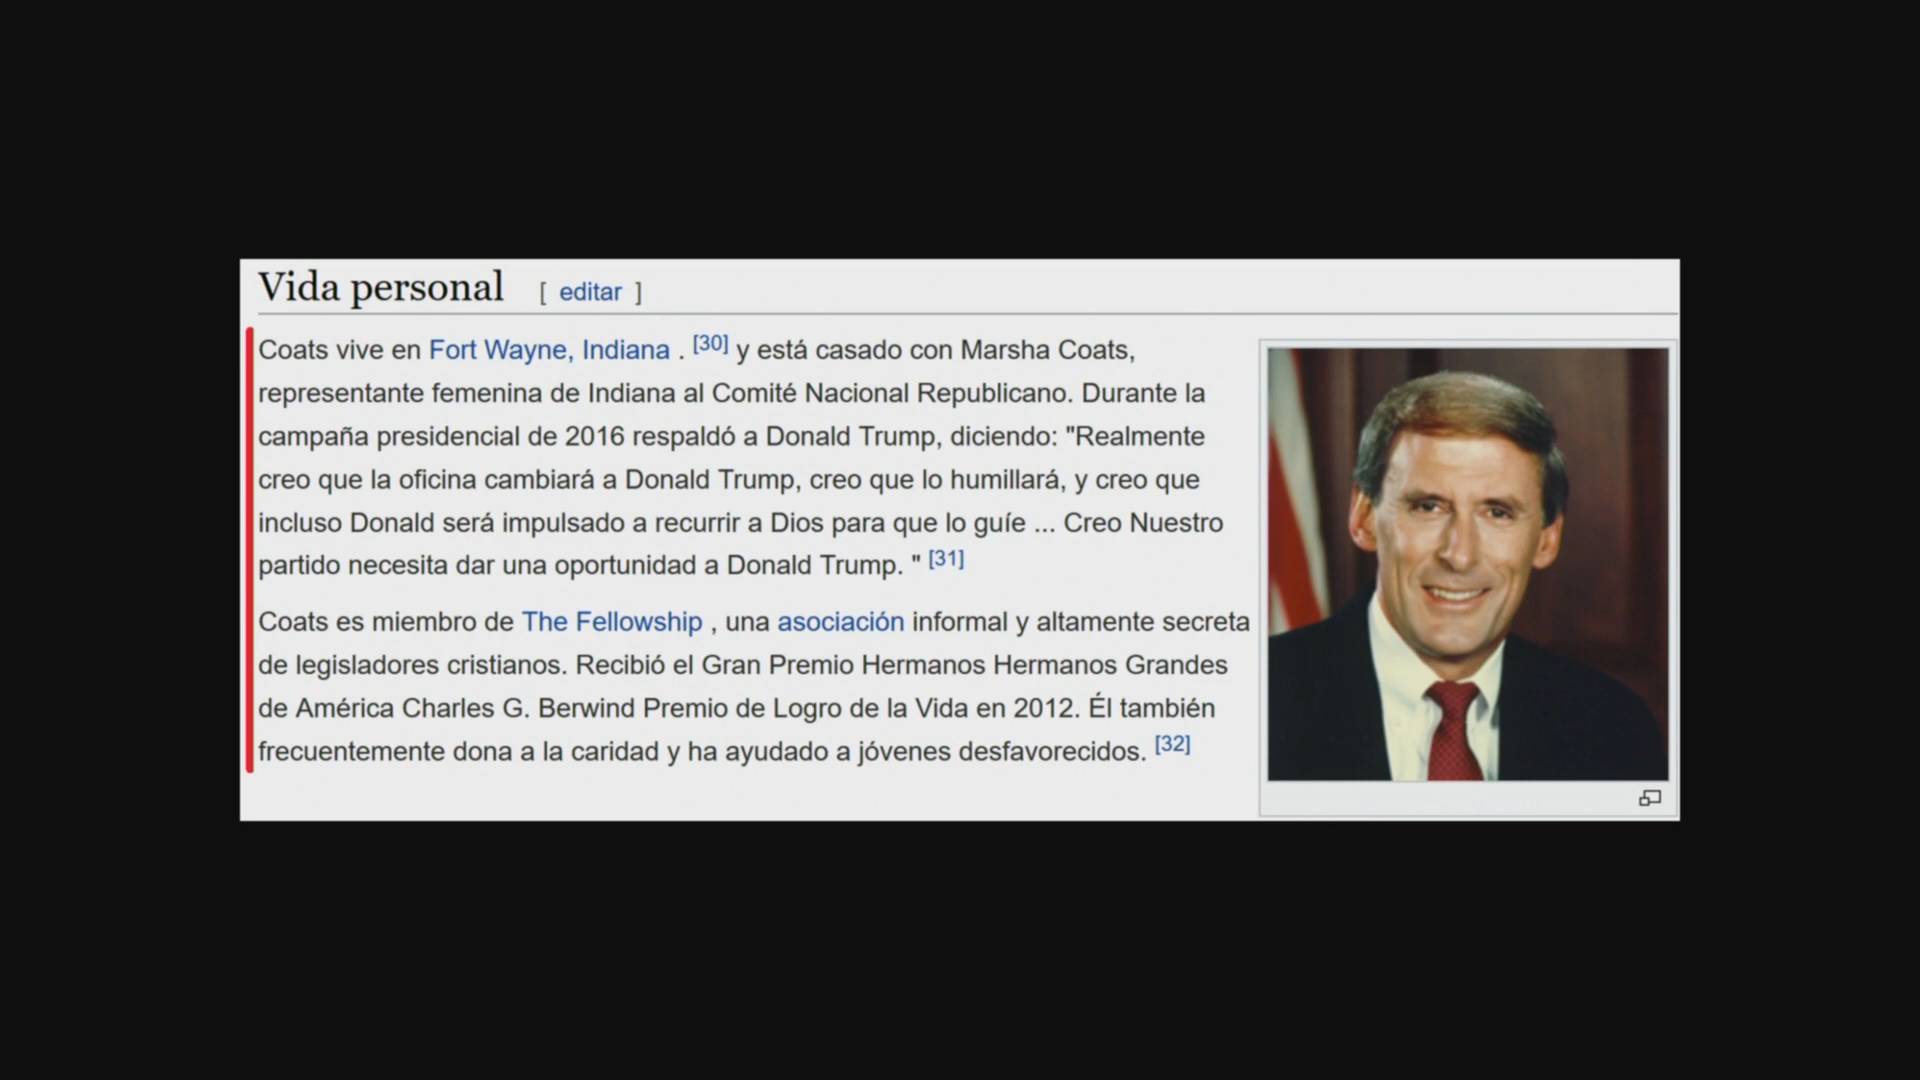 Vida personal [ editar ]
Coats vive en Fort Wayne, Indiana . [30] y está casado con Marsha Coats,
representante femenina de Indiana al Comité Nacional Republicano. Durante la
campaña presidencial de 2016 respaldó a Donald Trump, diciendo: "Realmente
creo que la oficina cambiará a Donald Trump, creo que lo humillará, y creo que
incluso Donald será impulsado a recurrir a Dios para que lo guíe ... Creo Nuestro
partido necesita dar una oportunidad a Donald Trump. " [31]
Coats es miembro de The Fellowship , una asociación informal y altamente secreta
de legisladores cristianos. Recibió el Gran Premio Hermanos Hermanos Grandes
de América Charles G. Berwind Premio de Logro de la Vida en 2012. Él también
frecuentemente dona a la caridad y ha ayudado a jóvenes desfavorecidos. [32]